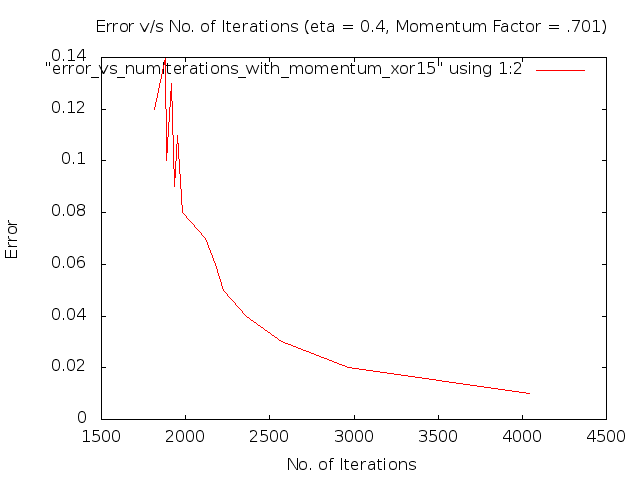 Error v/s No. of Iterations (eta = 0.4, Momentum Factor = .701)
"error_vs_numiterations_with_momentum_xor15" using 1:2
0.14
0.12
0.1
0.08
0.06
0.04
0.02
0
Error
1500 2000 2500 3000 3500 4000 4500
No. of Iterations